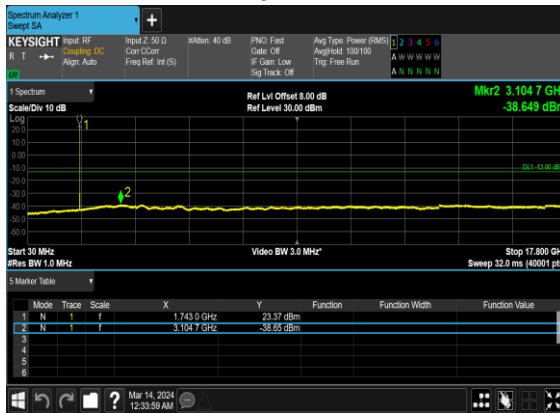 Spectrum Analyzer 1
Swept SA
+
KEYSIGHT Input: RF Input Z: 50 Ω #Atten: 40 dB PNO: Fast Avg Type: Power (RMS) 1 2 3 4 5 6
R T Coupling: DC Corr CCorr Gate: Off Avg|Hold: 100/100 A W W W W W
Align: Auto Freq Ref: Int (S) IF Gain: Low Trig: Free Run
Sig Track: Off A N N N N N
1 Spectrum Ref Lvl Offset 8.00 dB Mkr2 3.104 7 GH
Scale/Div 10 dB Ref Level 30.00 dBm -38.649 dBr
Log
20.0
10.0
0.00
-10.0
-20.0
-30.0
-40.0
-50.0
-60.0
1
2
DL1 -13.00 dB
Start 30 MHz Video BW 3.0 MHz* Stop 17.800 GH
#Res BW 1.0 MHz Sweep 32.0 ms (40001 pt
5 Marker Table
Mode Trace Scale X Y Function Function Width Function Value
1 N 1 f 1.743 0 GHz 23.37 dBm
2 N 1 f 3.104 7 GHz -38.65 dBm
3
4
5
6
? Mar 14, 2024
12:33:59 AM